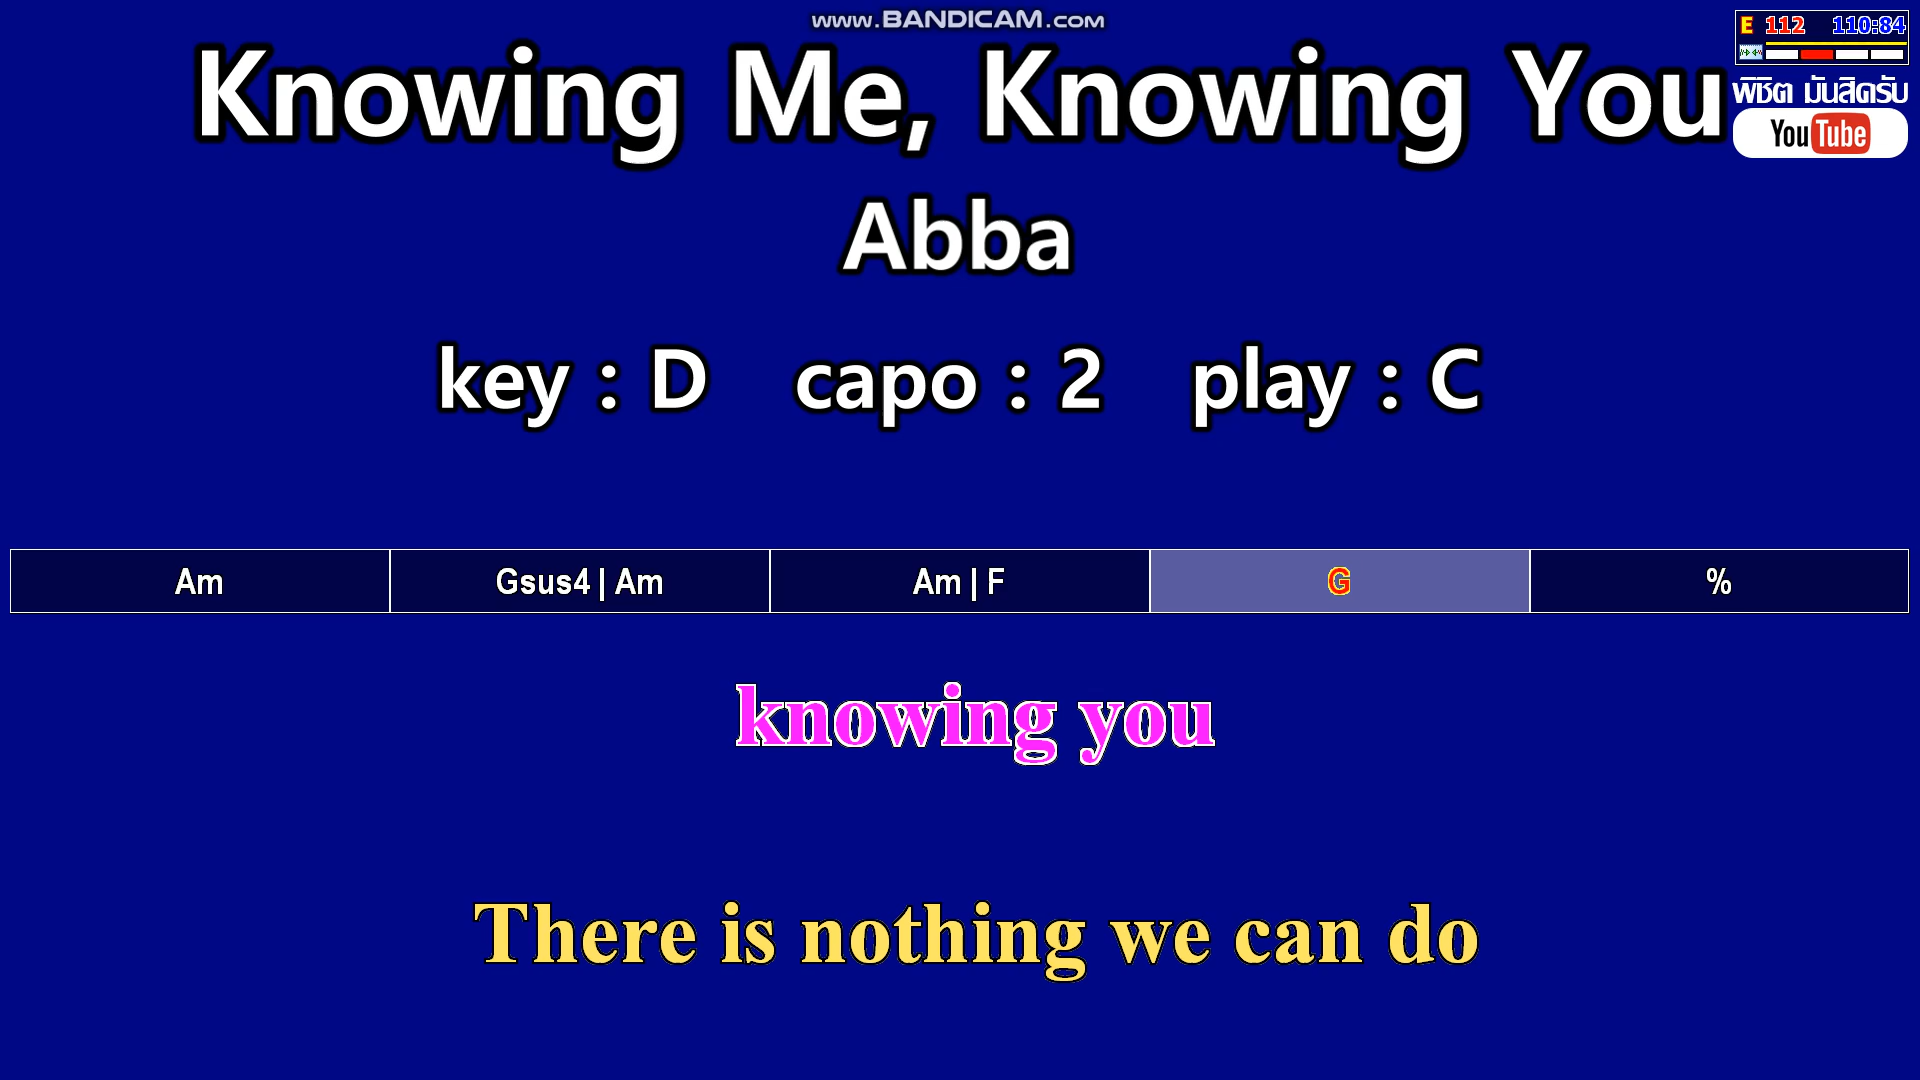 www.BANDICAM.com
E 112 110:84
Knowing Me, Knowing You
พิชิต มันสิตรับ
YouTube
Abba
key : D capo : 2 play : C
Am Gsus4 | Am Am | F G %
knowing you
There is nothing we can do